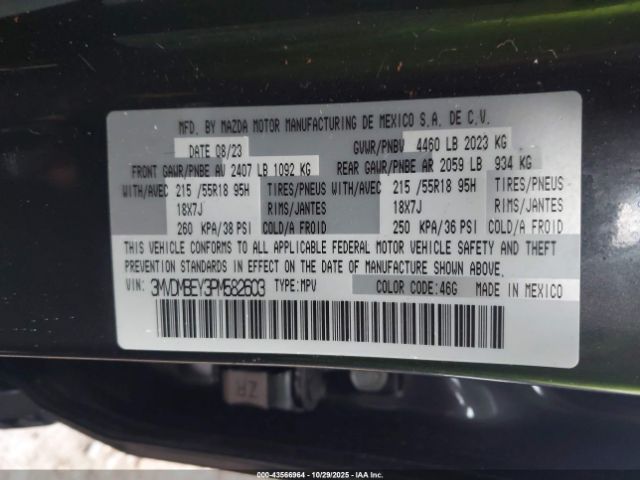 MFD. BY MAZDA MOTOR MANUFACTURING DE MEXICO S.A. DE C.V.
DATE 08/23 GVWR/PNBV 4460 LB 2023 KG
FRONT GAWR/PNBE AV 2407 LB 1092 KG REAR GAWR/PNBE AR 2059 LB 934 KG
WITH/AVEC 215 /55R18 95H TIRES/PNEUS WITH/AVEC 215 /55R18 95H TIRES/PNEUS
18X7J RIMS/JANTES 18X7J RIMS/JANTES
260 KPA/38 PSI COLD/A FROID 250 KPA/36 PSI COLD/A FROID
THIS VEHICLE CONFORMS TO ALL APPLICABLE FEDERAL MOTOR VEHICLE SAFETY AND THEFT
PREVENTION STANDARDS IN EFFECT ON THE DATE OF MANUFACTURE SHOWN ABOVE.
VIN: 3MVDMBEY3PM582603 TYPE:MPV COLOR CODE:46G MADE IN MEXICO
ZR
000-43566964 - 10/29/2025 - IAA Inc.